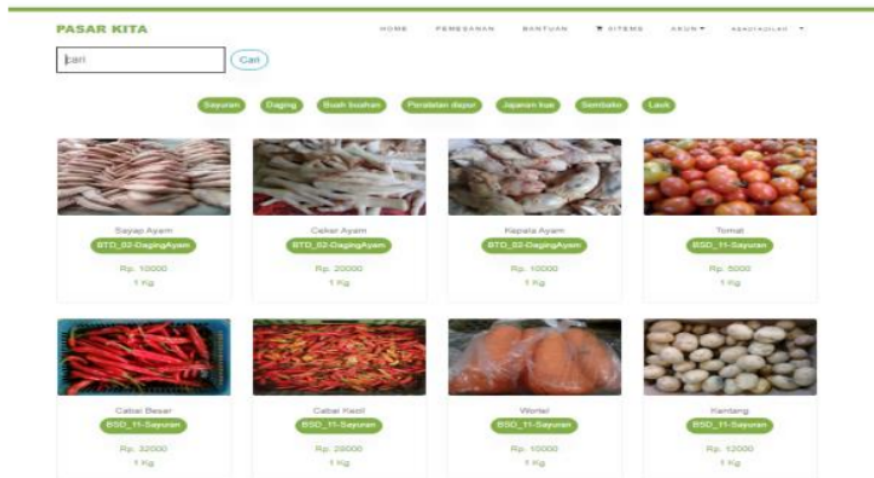 PASAR KITA HOME PEMESANAN BANTUAN AKUN
cari Cari
Sayuran Daging Buah buahan Peralatan dapur Jajanan kue Sembako Lauk
Sayap Ayam Ceker Ayam Kepala Ayam Tomat
BTD_02-DagingAyam BTD_02-DagingAyam BTD_02-DagingAyam BSD_11-Sayuran
Rp. 10000 Rp. 20000 Rp. 10000 Rp. 5000
1 Kg 1 Kg 1 Kg 1 Kg
Cabai Besar Cabai Kecil Wortel Kentang
BSD_11-Sayuran BSD_11-Sayuran BSD_11-Sayuran BSD_11-Sayuran
Rp. 32000 Rp. 28000 Rp. 10000 Rp. 12000
1 Kg 1 Kg 1 Kg 1 Kg